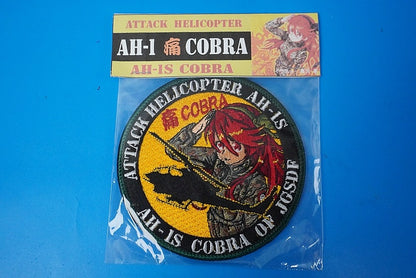 ATTACK HELICOPTER
AH-1 痛 COBRA
AH-1S COBRA
ATTACK HELICOPTER AH-1S
痛 COBRA
AH-1S COBRA OF JGSDF